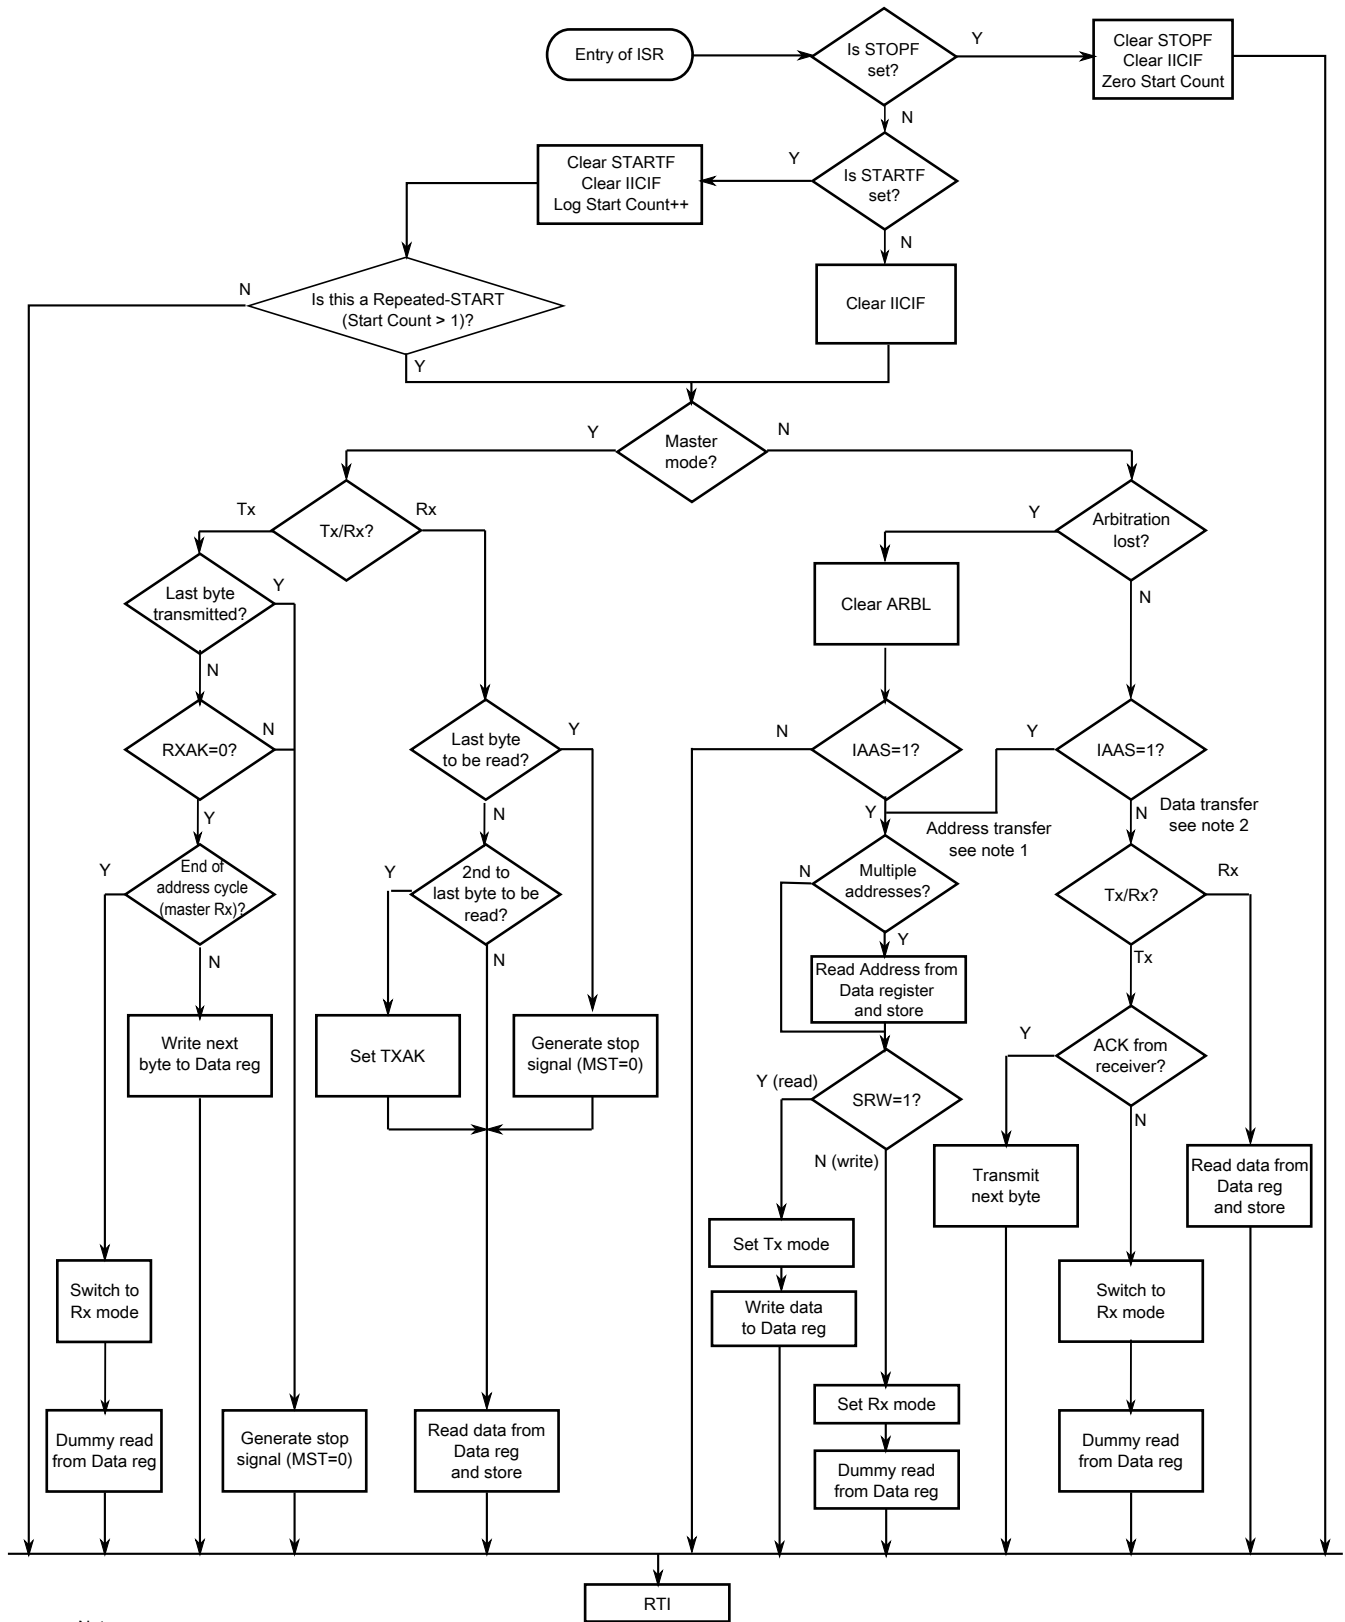 Entry of ISR
Is STOPF
set?
Y
Clear STOPF
Clear IICIF
Zero Start Count
N
Clear STARTF
Clear IICIF
Log Start Count++
Y
Is STARTF
set?
N
N
Is this a Repeated-START
(Start Count > 1)?
Clear IICIF
Y
Y
Master
mode?
N
Tx
Tx/Rx?
Rx
Y
Arbitration
lost?
Last byte
transmitted?
Y
Clear ARBL
N
N
RXAK=0?
N
Last byte
to be read?
Y
N
IAAS=1?
Y
IAAS=1?
Y
N
Y
Address transfer
see note 1
N
Data transfer
see note 2
Y
End of
address cycle
(master Rx)?
Y
2nd to
last byte to be
read?
N
Multiple
addresses?
Tx/Rx?
Rx
N
N
Y
Tx
Read Address from
Data register
and store
Write next
byte to Data reg
Set TXAK
Generate stop
signal (MST=0)
Y
ACK from
receiver?
Y (read)
SRW=1?
N
N (write)
Transmit
next byte
Read data from
Data reg
and store
Set Tx mode
Switch to
Rx mode
Write data
to Data reg
Switch to
Rx mode
Set Rx mode
Dummy read
from Data reg
Generate stop
signal (MST=0)
Read data from
Data reg
and store
Dummy read
from Data reg
Dummy read
from Data reg
RTI